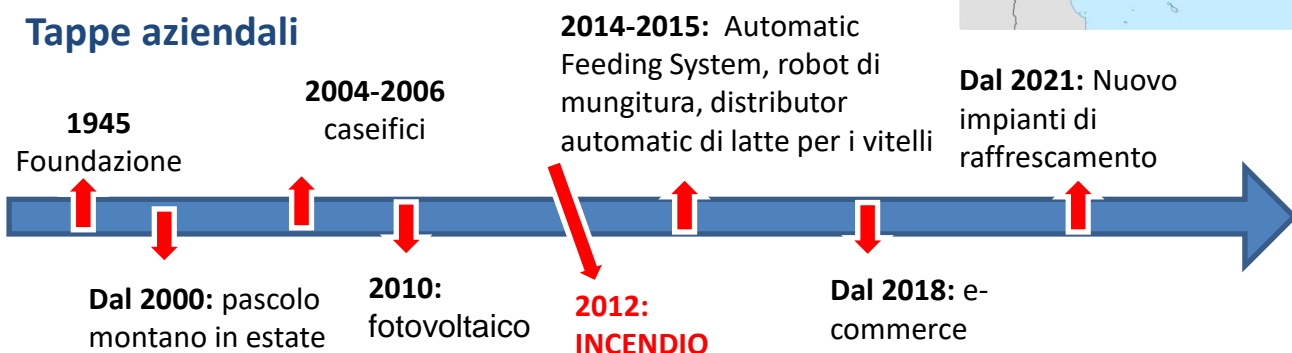 Tappe aziendali
1945
Foundazione
Dal 2000: pascolo
montano in estate
2004-2006
caseifici
2010:
fotovoltaico
2012:
INCENDIO
2014-2015: Automatic
Feeding System, robot di
mungitura, distributor
automatic di latte per i vitelli
Dal 2018: e-
commerce
Dal 2021: Nuovo
impianti di
raffrescamento